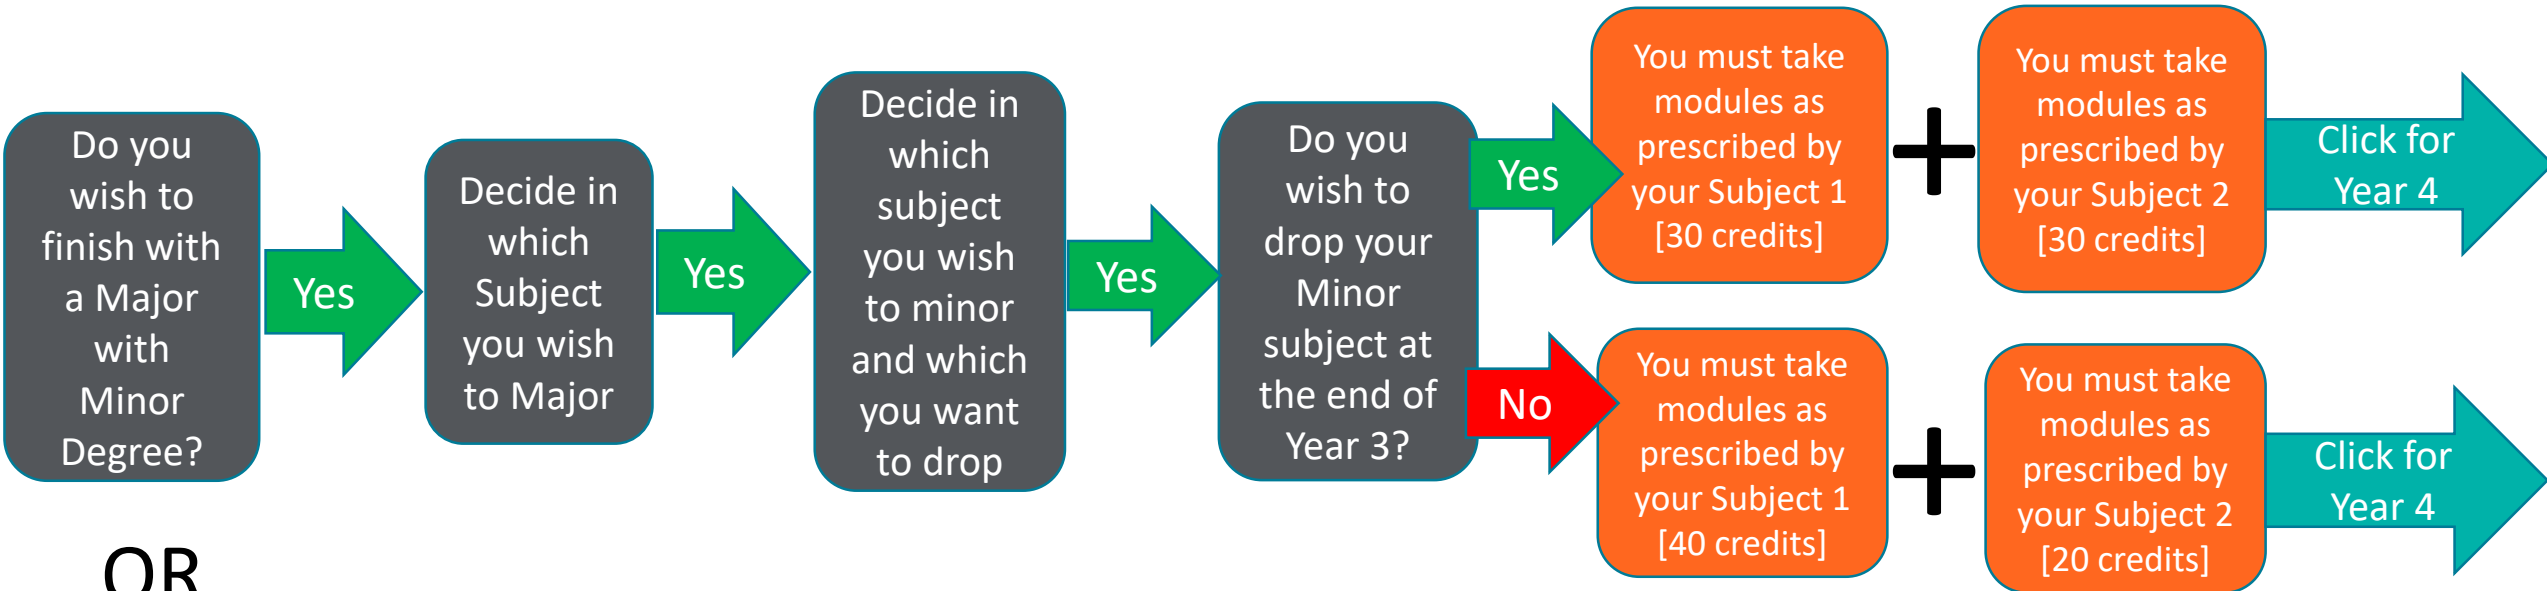 Do you
wish to
finish with
a Major
with
Minor
Degree?
Yes
Decide in
which
Subject
you wish
to Major
Yes
Decide in
which
subject
you wish
to minor
and which
you want
to drop
Yes
Do you
wish to
drop your
Minor
subject at
the end of
Year 3?
Yes
You must take
modules as
prescribed by
your Subject 1
[30 credits]
+
You must take
modules as
prescribed by
your Subject 2
[30 credits]
Click for
Year 4
No
You must take
modules as
prescribed by
your Subject 1
[40 credits]
+
You must take
modules as
prescribed by
your Subject 2
[20 credits]
Click for
Year 4
OR